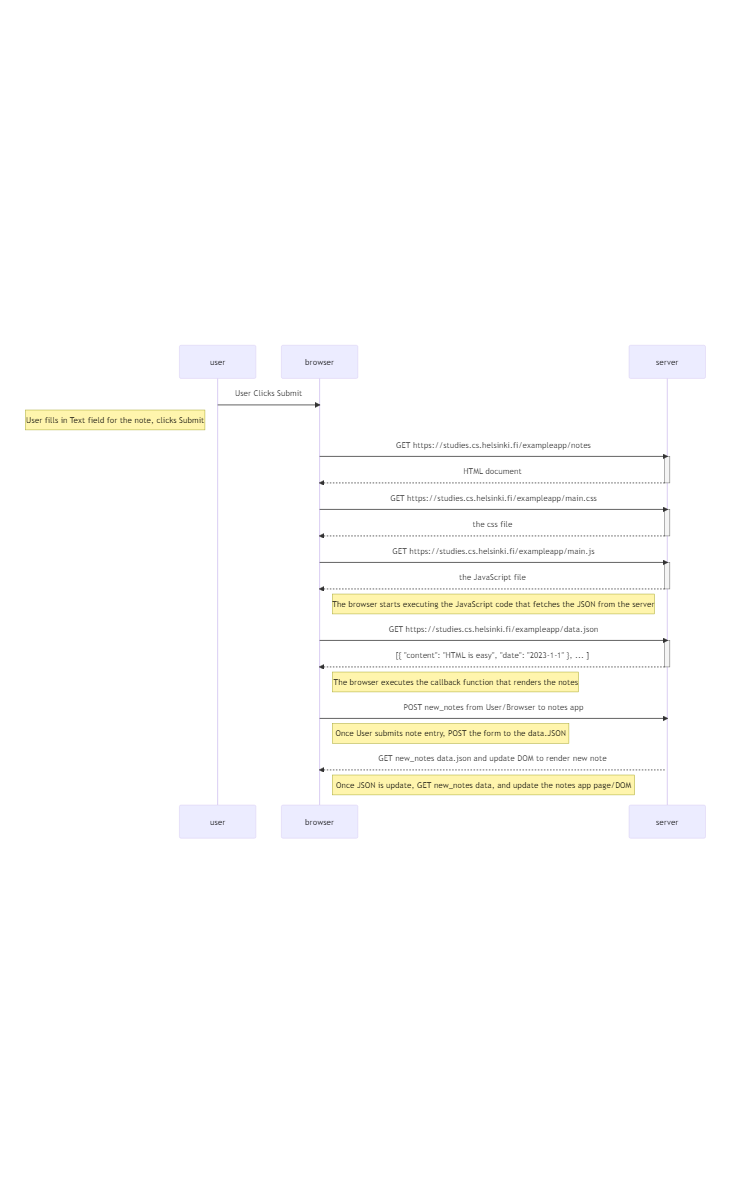 user
browser
server
User Clicks Submit
User fills in Text field for the note, clicks Submit
GET https://studies.cs.helsinki.fi/exampleapp/notes
HTML document
GET https://studies.cs.helsinki.fi/exampleapp/main.css
the css file
GET https://studies.cs.helsinki.fi/exampleapp/main.js
the JavaScript file
The browser starts executing the JavaScript code that fetches the JSON from the server
GET https://studies.cs.helsinki.fi/exampleapp/data.json
[{ "content": "HTML is easy", "date": "2023-1-1" }, ... ]
The browser executes the callback function that renders the notes
POST new_notes from User/Browser to notes app
Once User submits note entry, POST the form to the data.JSON
GET new_notes data.json and update DOM to render new note
Once JSON is update, GET new_notes data, and update the notes app page/DOM
user
browser
server